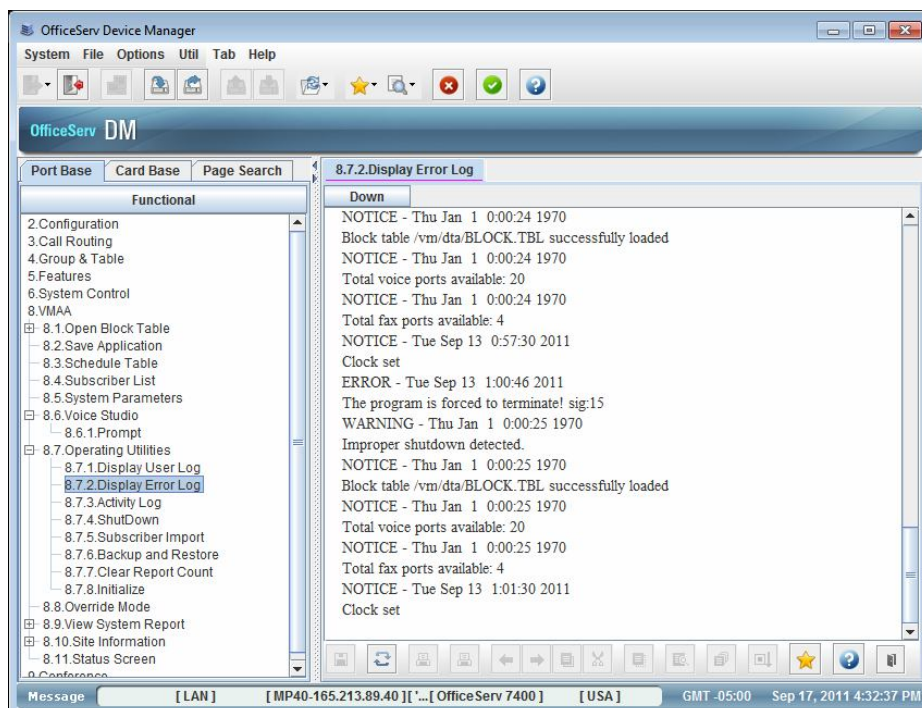 OfficeServ Device Manager
System File Options Util Tab Help
OfficeServ DM
Port Base Card Base Page Search
Functional
2.Configuration
3.Call Routing
4.Group & Table
5.Features
6.System Control
8.VMAA
8.1.Open Block Table
8.2.Save Application
8.3.Schedule Table
8.4.Subscriber List
8.5.System Parameters
8.6.Voice Studio
8.6.1.Prompt
8.7.Operating Utilities
8.7.1.Display User Log
8.7.2.Display Error Log
8.7.3.Activity Log
8.7.4.ShutDown
8.7.5.Subscriber Import
8.7.6.Backup and Restore
8.7.7.Clear Report Count
8.7.8.Initialize
8.8.Override Mode
8.9.View System Report
8.10.Site Information
8.11.Status Screen
9.Conference
8.7.2.Display Error Log
Down
NOTICE - Thu Jan 1 0:00:24 1970
Block table /vm/dta/BLOCK.TBL successfully loaded
NOTICE - Thu Jan 1 0:00:24 1970
Total voice ports available: 20
NOTICE - Thu Jan 1 0:00:24 1970
Total fax ports available: 4
NOTICE - Tue Sep 13 0:57:30 2011
Clock set
ERROR - Tue Sep 13 1:00:46 2011
The program is forced to terminate! sig:15
WARNING - Thu Jan 1 0:00:25 1970
Improper shutdown detected.
NOTICE - Thu Jan 1 0:00:25 1970
Block table /vm/dta/BLOCK.TBL successfully loaded
NOTICE - Thu Jan 1 0:00:25 1970
Total voice ports available: 20
NOTICE - Thu Jan 1 0:00:25 1970
Total fax ports available: 4
NOTICE - Tue Sep 13 1:01:30 2011
Clock set
Message [ LAN ] [ MP40-165.213.89.40 ][ '...[ OfficeServ 7400 ] [ USA ] GMT -05:00 Sep 17, 2011 4:32:37 PM